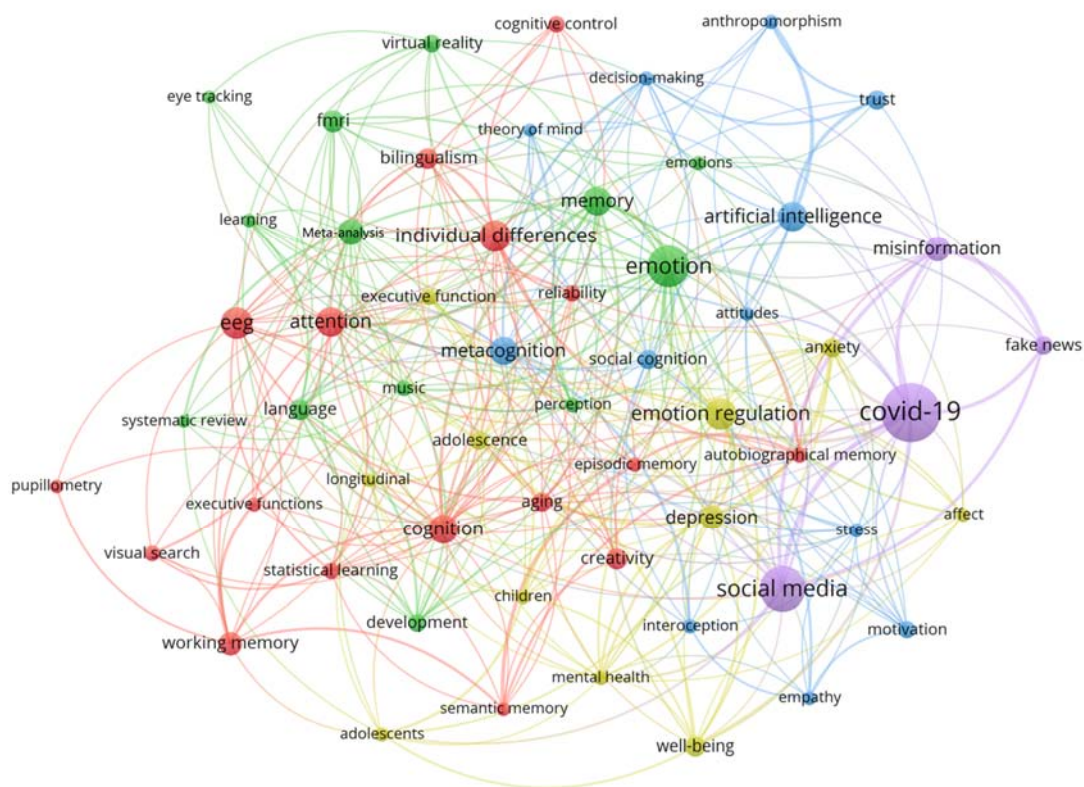 cognitive control
anthropomorphism
virtual reality
decision-making
eye tracking
trust
fmri
theory of mind
bilingualism
emotions
memory
learning
artificial intelligence
Meta-analysis
individual differences
misinformation
emotion
executive function
reliability
eeg
attention
attitudes
fake news
metacognition
social cognition
anxiety
music
covid-19
systematic review
language
perception
emotion regulation
adolescence
autobiographical memory
episodic memory
longitudinal
pupillometry
executive functions
aging
affect
depression
cognition
stress
visual search
creativity
statistical learning
social media
children
development
interoception
motivation
working memory
mental health
empathy
semantic memory
adolescents
well-being